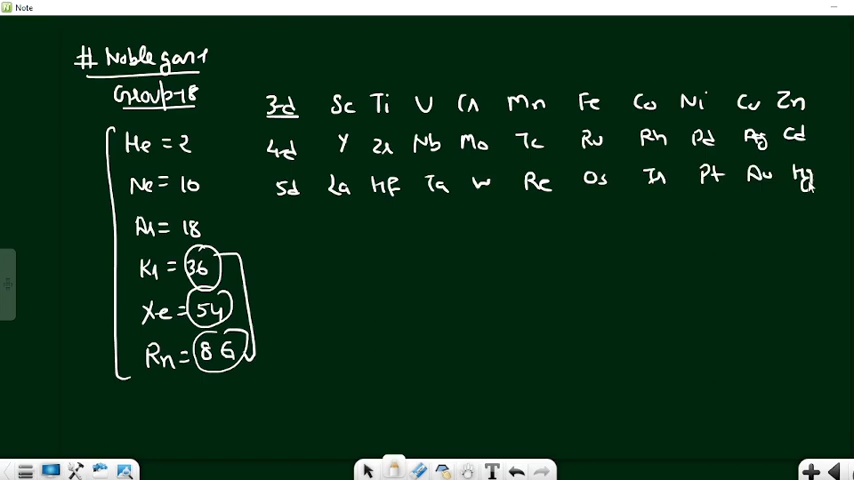 Note
# Noble gases
Group-18
He = 2
Ne = 10
Ar = 18
Kr = 36
Xe = 54
Rn = 86
3-d Sc Ti V Cr Mn Fe Co Ni Cu Zn
4d Y Zr Nb Mo Tc Ru Rh Pd Ag Cd
5d La Hf Ta W Re Os Ir Pt Au Hg